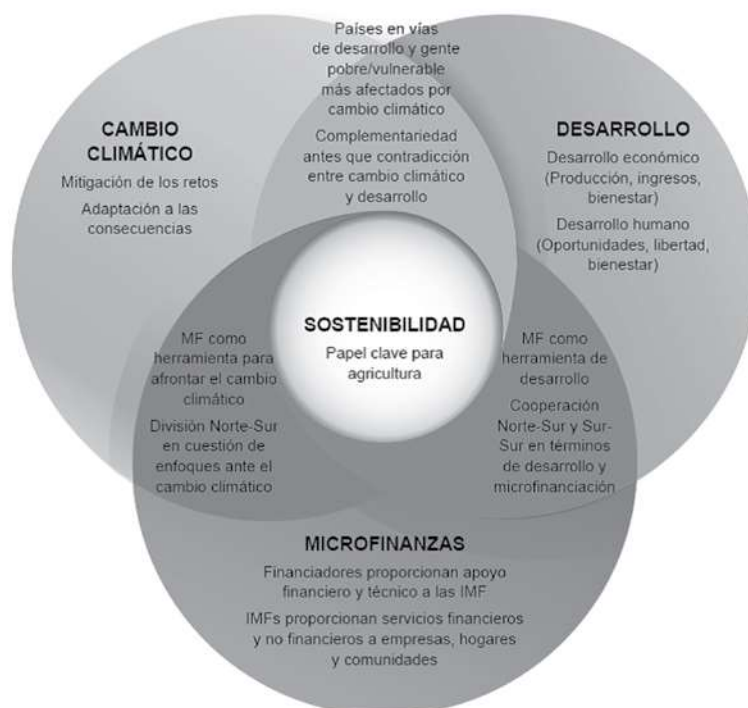 Países en vías
de desarrollo y gente
pobre/vulnerable
más afectados por
cambio climático
Complementariedad
antes que contradicción
entre cambio climático
y desarrollo
CAMBIO
CLIMÁTICO
Mitigación de los retos
Adaptación a las
consecuencias
DESARROLLO
Desarrollo económico
(Producción, ingresos,
bienestar)
Desarrollo humano
(Oportunidades, libertad,
bienestar)
SOSTENIBILIDAD
Papel clave para
agricultura
MF como
herramienta para
afrontar el cambio
climático
División Norte-Sur
en cuestión de
enfoques ante el
cambio climático
MF como
herramienta de
desarrollo
Cooperación
Norte-Sur y Sur-
Sur en términos
de desarrollo y
microfinanciación
MICROFINANZAS
Financiadores proporcionan apoyo
financiero y técnico a las IMF
IMFs proporcionan servicios financieros
y no financieros a empresas, hogares
y comunidades